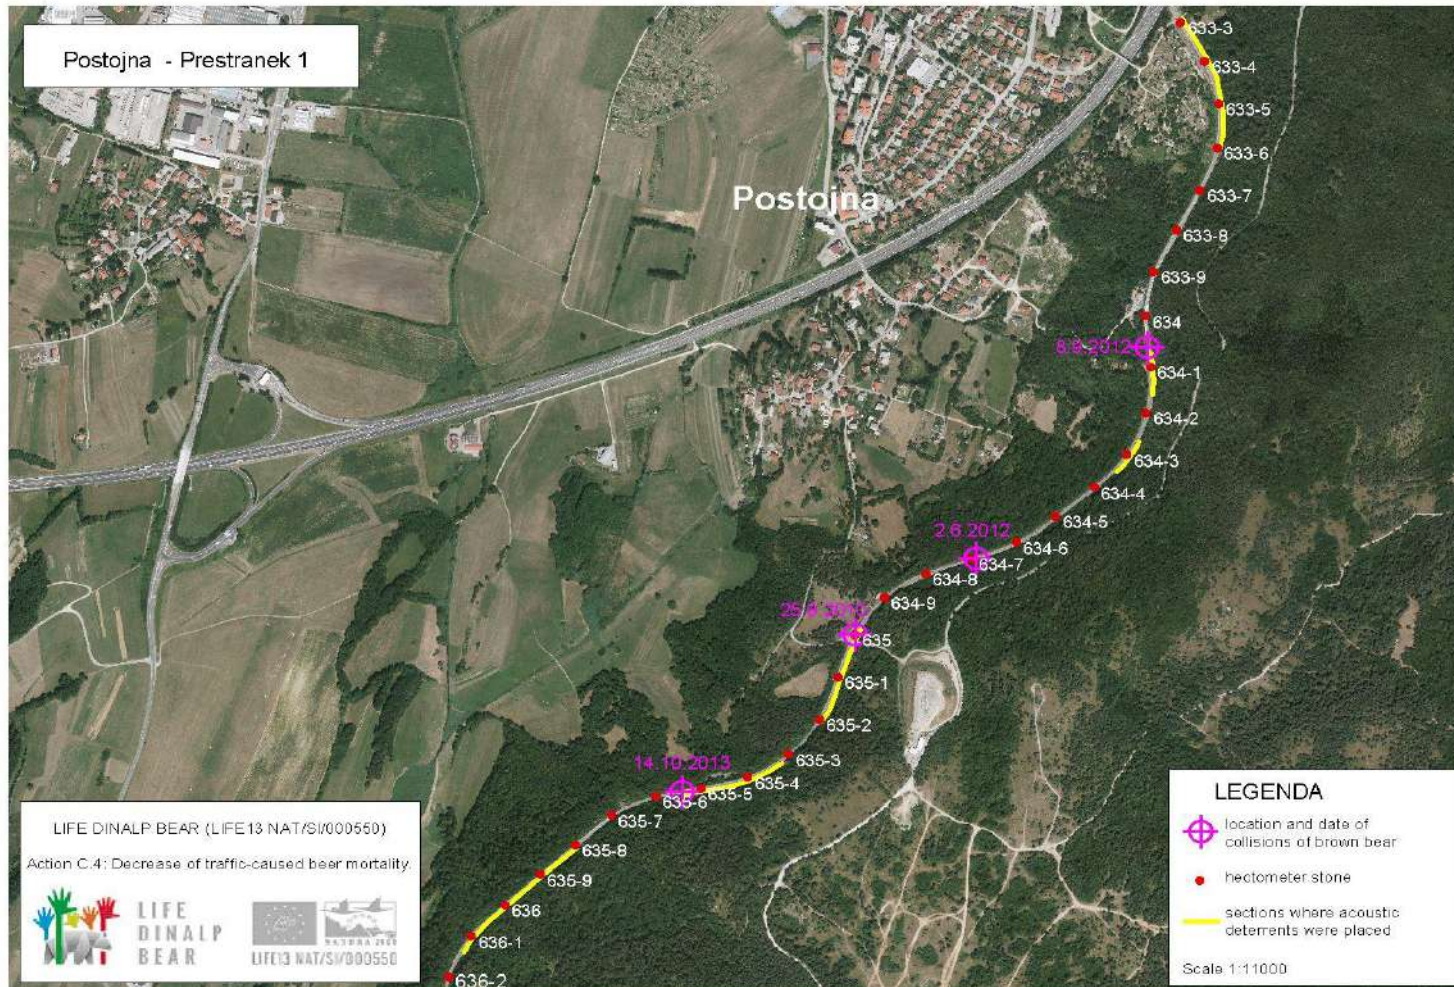 Postojna - Prestranek 1
633-3
633-4
633-5
633-6
Postojna
633-7
633-8
633-9
634
8.9.2012
634-1
634-2
634-3
634-4
634-5
2.6.2012
634-6
634-7
634-8
634-9
635
635-1
635-2
635-3
14.10.2013
635-4
635-5
635-6
635-7
635-8
635-9
636
636-1
636-2
LIFE DINALP BEAR (LIFE13 NAT/SI/000550)
Action C.4: Decrease of traffic-caused beer mortality.
LIFE
DINALP
BEAR
NATURA 2000
LIFE13 NAT/SI/000550
LEGENDA
location and date of
collisions of brown bear
hectometer stone
sections where acoustic
deterrents were placed
Scale 1:11000